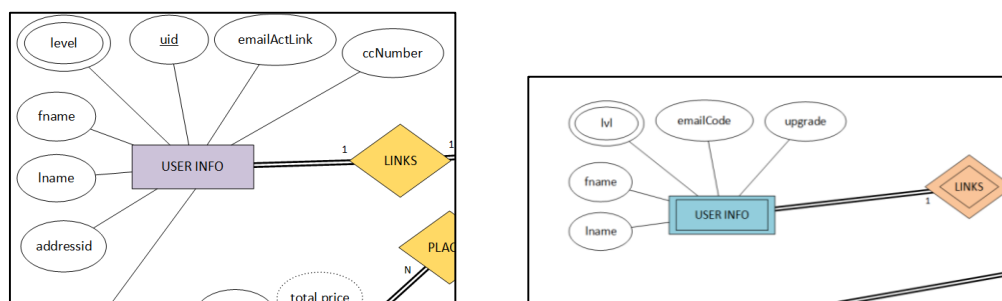 level
uid
emailActLink
ccNumber
fname
lname
addressid
USER INFO
1
LINKS
1
N
total price
lvl
emailCode
upgrade
fname
lname
USER INFO
1
LINKS